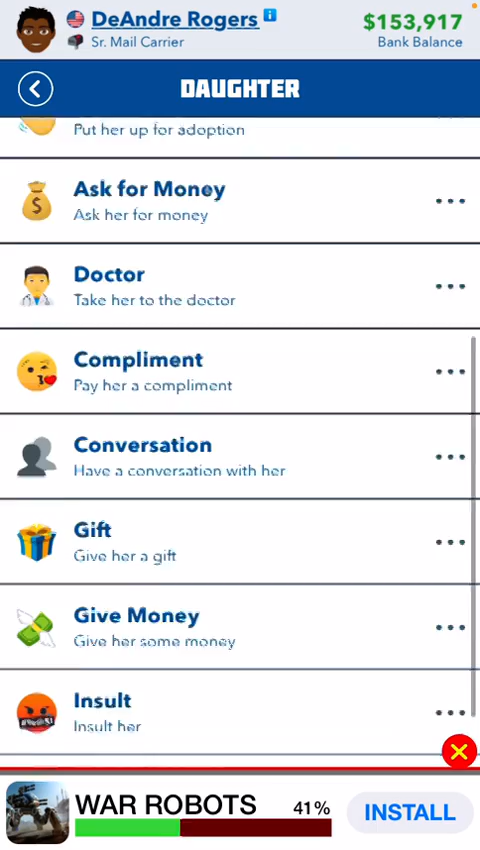 DeAndre Rogers
$153,917
Sr. Mail Carrier
Bank Balance
DAUGHTER
Put her up for adoption
Ask for Money
Ask her for money
Doctor
Take her to the doctor
Compliment
Pay her a compliment
Conversation
Have a conversation with her
Gift
Give her a gift
Give Money
Give her some money
Insult
Insult her
WAR ROBOTS
41%
INSTALL